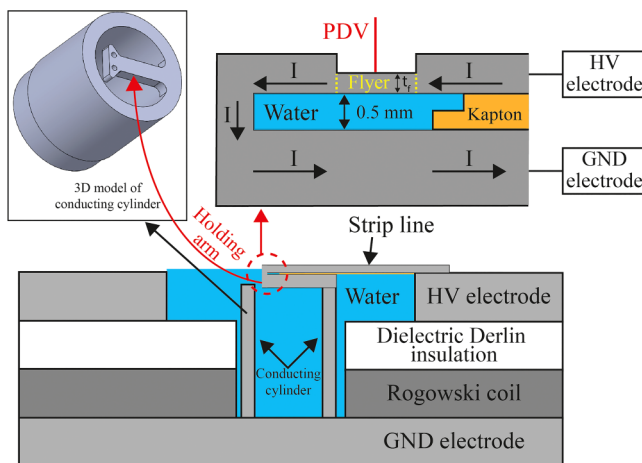 PDV
HV
electrode
I
Flyer
t_f
I
I
Water
0.5 mm
Kapton
I
I
GND
electrode
3D model of
conducting cylinder
Holding
arm
Strip line
Water
HV electrode
Dielectric Derlin
insulation
Conducting
cylinder
Rogowski coil
GND electrode